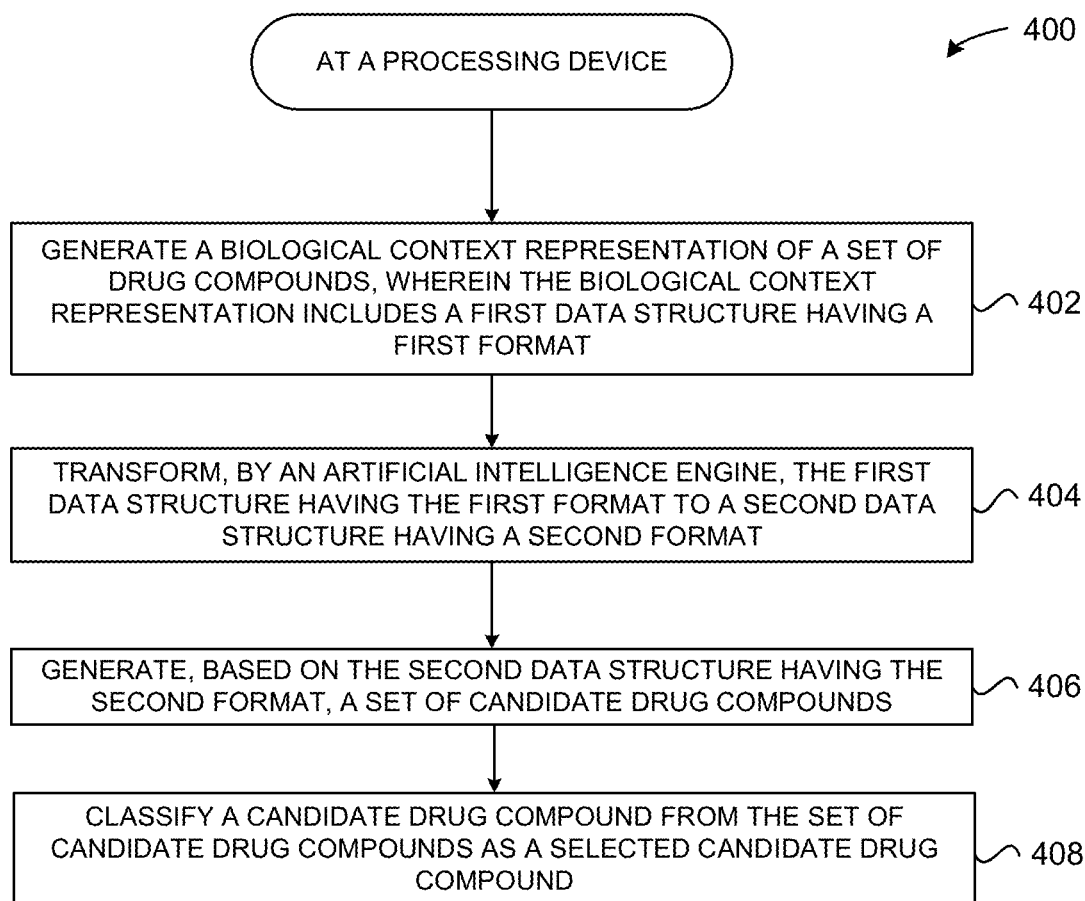 400
AT A PROCESSING DEVICE
GENERATE A BIOLOGICAL CONTEXT REPRESENTATION OF A SET OF
DRUG COMPOUNDS, WHEREIN THE BIOLOGICAL CONTEXT
REPRESENTATION INCLUDES A FIRST DATA STRUCTURE HAVING A
FIRST FORMAT
402
TRANSFORM, BY AN ARTIFICIAL INTELLIGENCE ENGINE, THE FIRST
DATA STRUCTURE HAVING THE FIRST FORMAT TO A SECOND DATA
STRUCTURE HAVING A SECOND FORMAT
404
GENERATE, BASED ON THE SECOND DATA STRUCTURE HAVING THE
SECOND FORMAT, A SET OF CANDIDATE DRUG COMPOUNDS
406
CLASSIFY A CANDIDATE DRUG COMPOUND FROM THE SET OF
CANDIDATE DRUG COMPOUNDS AS A SELECTED CANDIDATE DRUG
COMPOUND
408